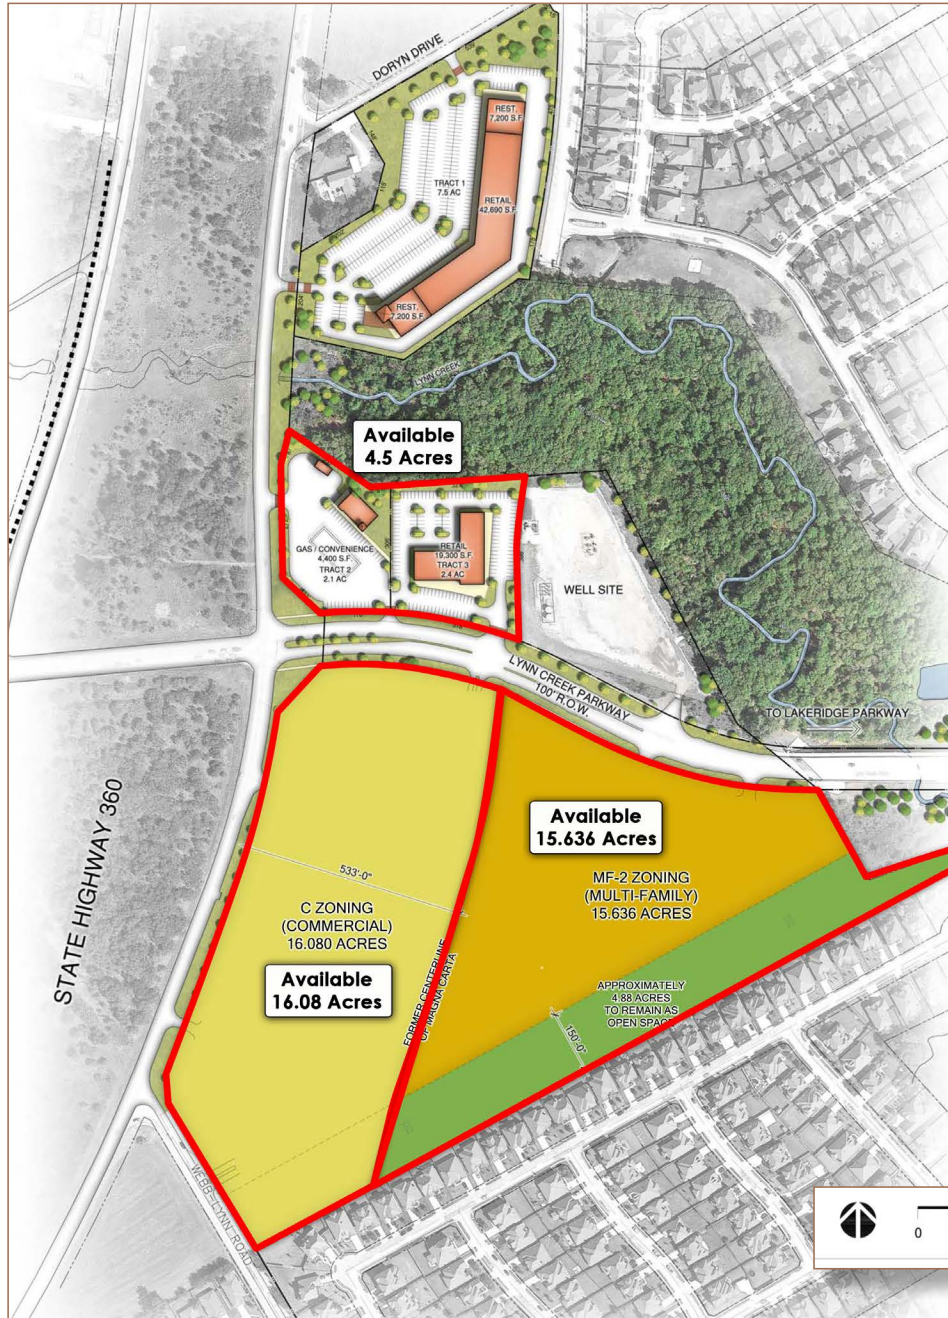 DORYN DRIVE
REST.
7,200 S.F.
TRACT 1
7.5 AC
RETAIL
42,690 S.F.
REST.
7,200 S.F.
LYNN CREEK
Available
4.5 Acres
GAS / CONVENIENCE
4,400 S.F.
TRACT 2
2.1 AC
RETAIL
19,300 S.F.
TRACT 3
2.4 AC
WELL SITE
LYNN CREEK PARKWAY
100' R.O.W.
TO LAKERIDGE PARKWAY
STATE HIGHWAY 360
533'-0"
C ZONING
(COMMERCIAL)
16.080 ACRES
Available
16.08 Acres
Available
15.636 Acres
MF-2 ZONING
(MULTI-FAMILY)
15.636 ACRES
FORMER CENTERLINE
OF MAGNA CARTA
APPROXIMATELY
4.88 ACRES
TO REMAIN AS
OPEN SPACE
150'-0"
WEBB-LYNN ROAD
0